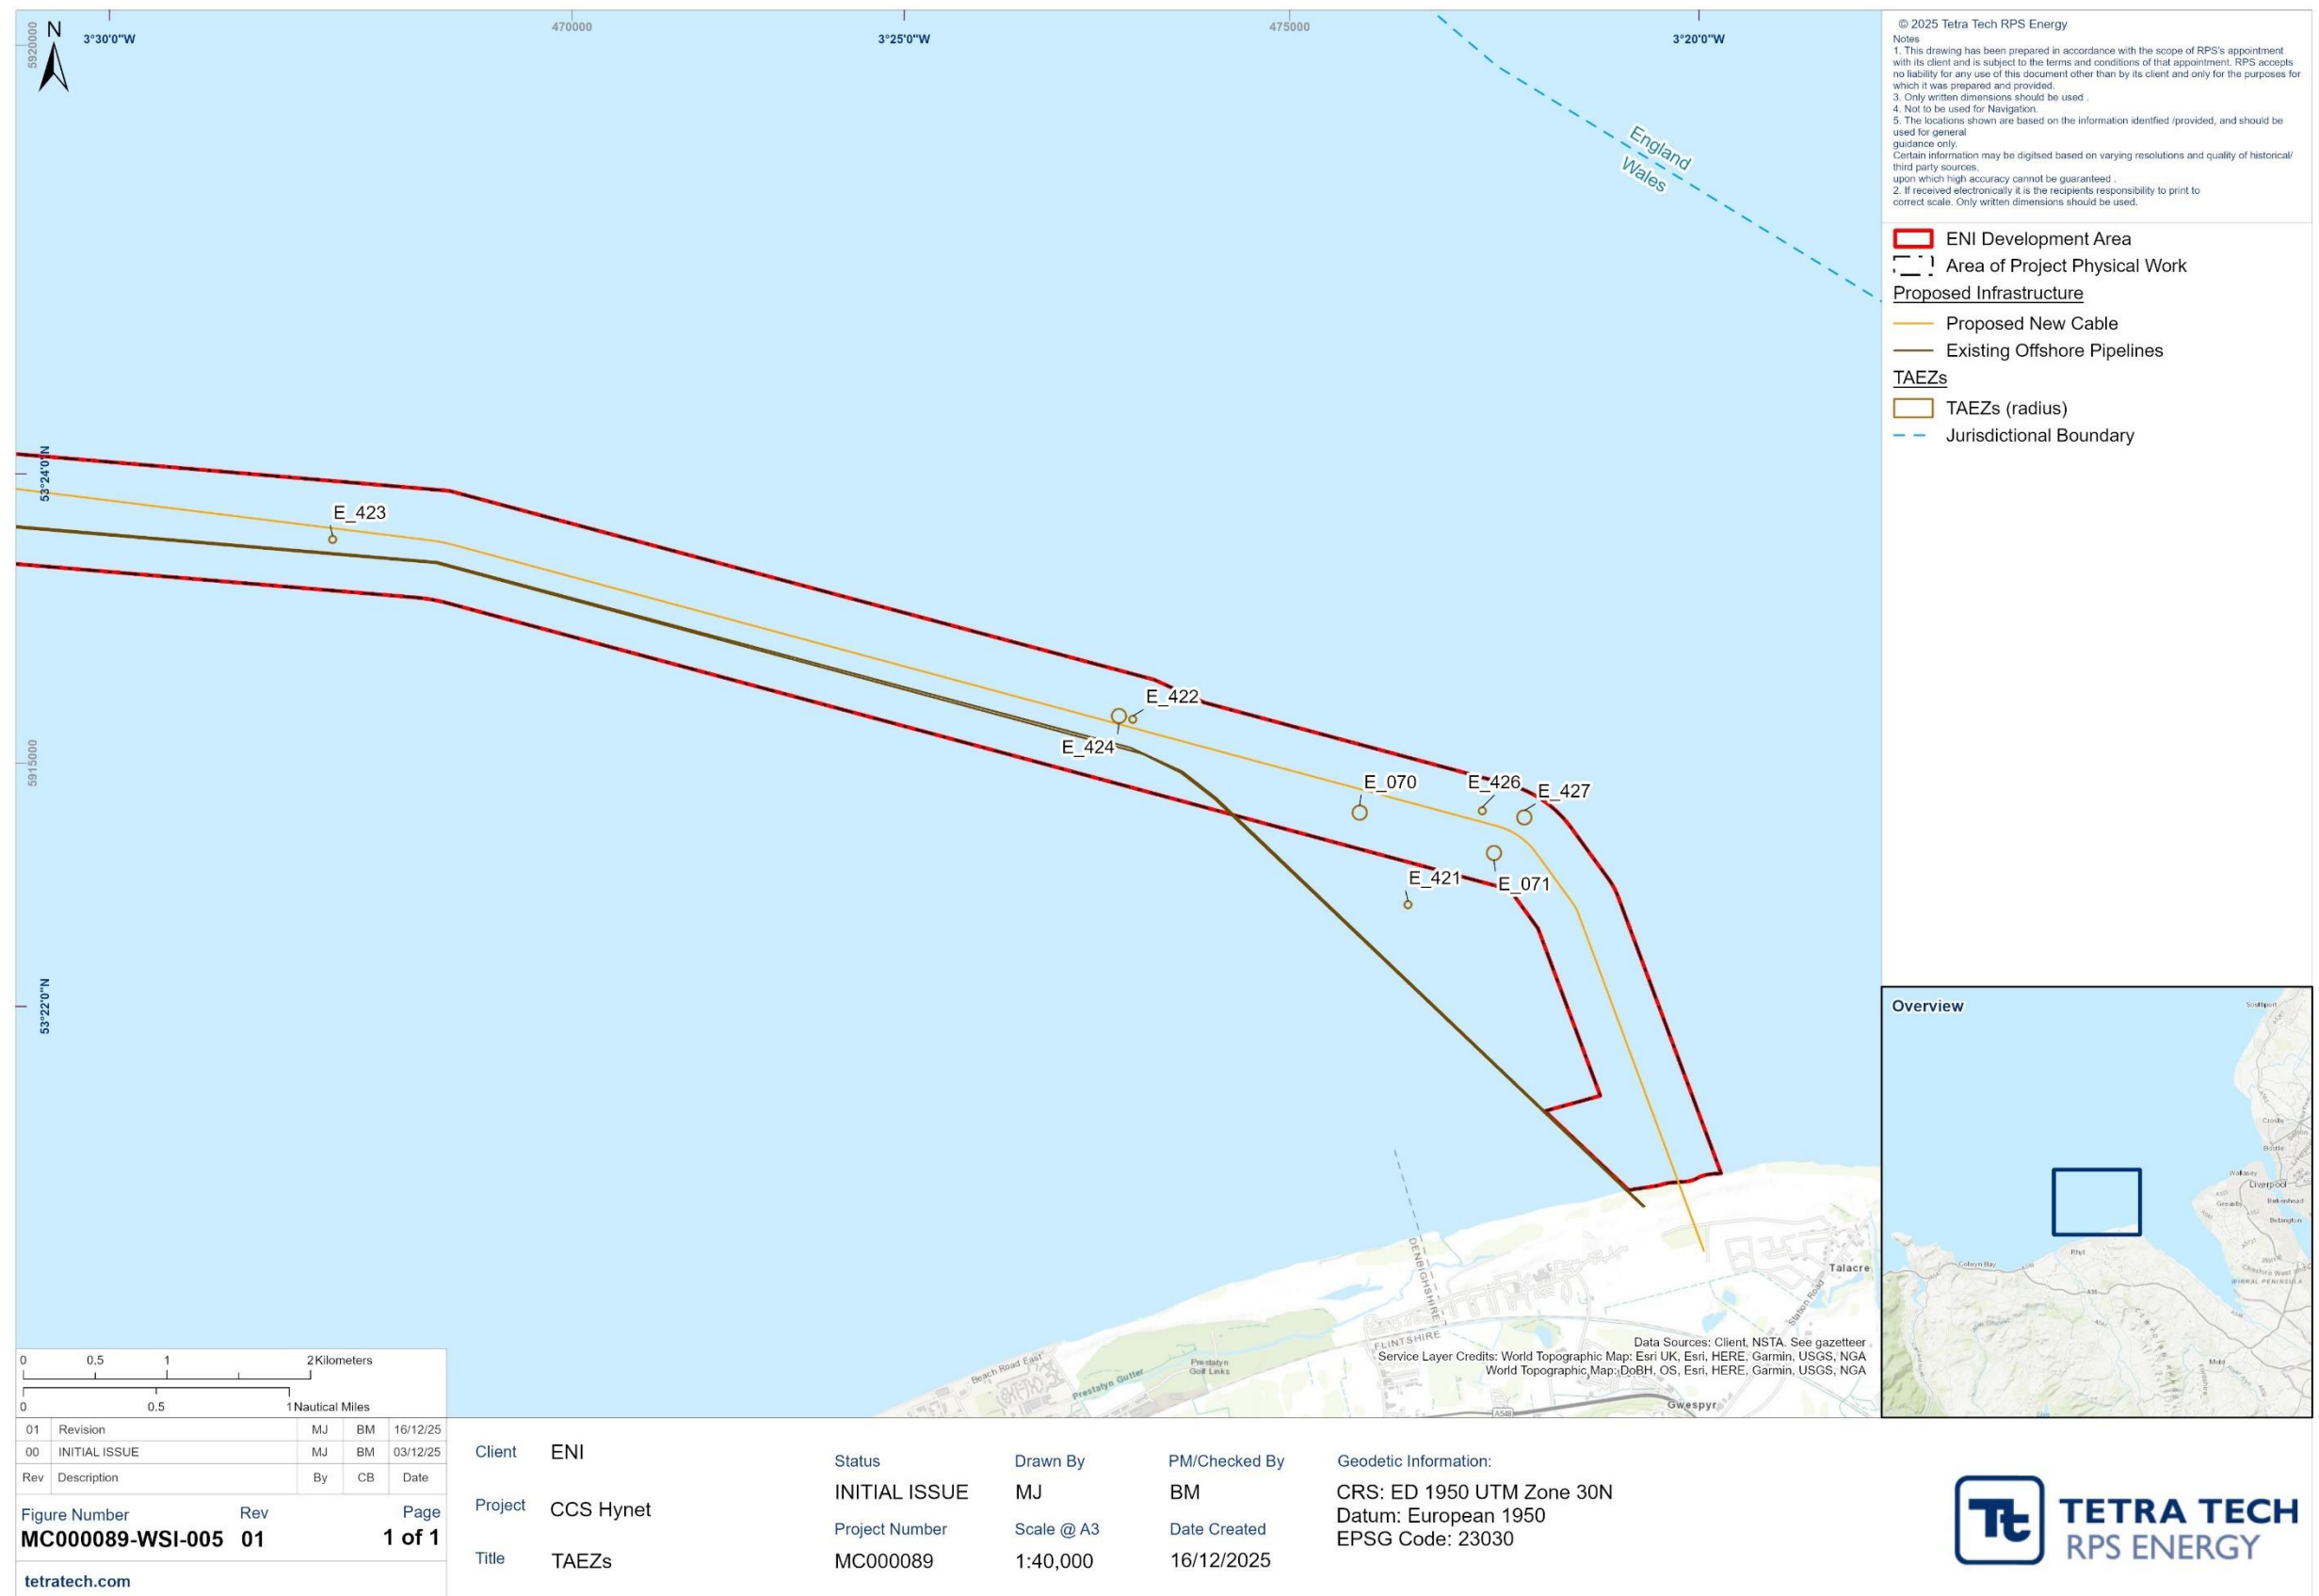 N
3°30'0"W
470000
3°25'0"W
475000
3°20'0"W
5920000
53°24'0"N
5915000
53°22'0"N
England
Wales
E_423
E_422
E_424
E_070
E_426
E_427
E_421
E_071
DENBIGHSHIRE
FLINTSHIRE
Talacre
Station Road
Beach Road East
Prestatyn Gutter
Prestatyn
Golf Links
A548
Gwespyr
Data Sources: Client, NSTA. See gazetteer
Service Layer Credits: World Topographic Map: Esri UK, Esri, HERE, Garmin, USGS, NGA
World Topographic Map: DoBH, OS, Esri, HERE, Garmin, USGS, NGA
© 2025 Tetra Tech RPS Energy
Notes
1. This drawing has been prepared in accordance with the scope of RPS's appointment
with its client and is subject to the terms and conditions of that appointment. RPS accepts
no liability for any use of this document other than by its client and only for the purposes for
which it was prepared and provided.
3. Only written dimensions should be used .
4. Not to be used for Navigation.
5. The locations shown are based on the information identfied /provided, and should be
used for general
guidance only.
Certain information may be digitsed based on varying resolutions and quality of historical/
third party sources,
upon which high accuracy cannot be guaranteed .
2. If received electronically it is the recipients responsibility to print to
correct scale. Only written dimensions should be used.
ENI Development Area
Area of Project Physical Work
Proposed Infrastructure
Proposed New Cable
Existing Offshore Pipelines
TAEZs
TAEZs (radius)
Jurisdictional Boundary
Overview
Southport
Crosby
Bootle
Wallasey
Liverpool
Birkenhead
Greasby
Bebington
WIRRAL PENINSULA
Rhyl
Colwyn Bay
Mold
0 0.5 1 2 Kilometers
0 0.5 1 Nautical Miles
01 Revision MJ BM 16/12/25
00 INITIAL ISSUE MJ BM 03/12/25
Rev Description By CB Date
Figure Number Rev Page
MC000089-WSI-005 01 1 of 1
tetratech.com
Client ENI
Project CCS Hynet
Title TAEZs
Status Drawn By PM/Checked By
INITIAL ISSUE MJ BM
Project Number Scale @ A3 Date Created
MC000089 1:40,000 16/12/2025
Geodetic Information:
CRS: ED 1950 UTM Zone 30N
Datum: European 1950
EPSG Code: 23030
Tt
TETRA TECH
RPS ENERGY